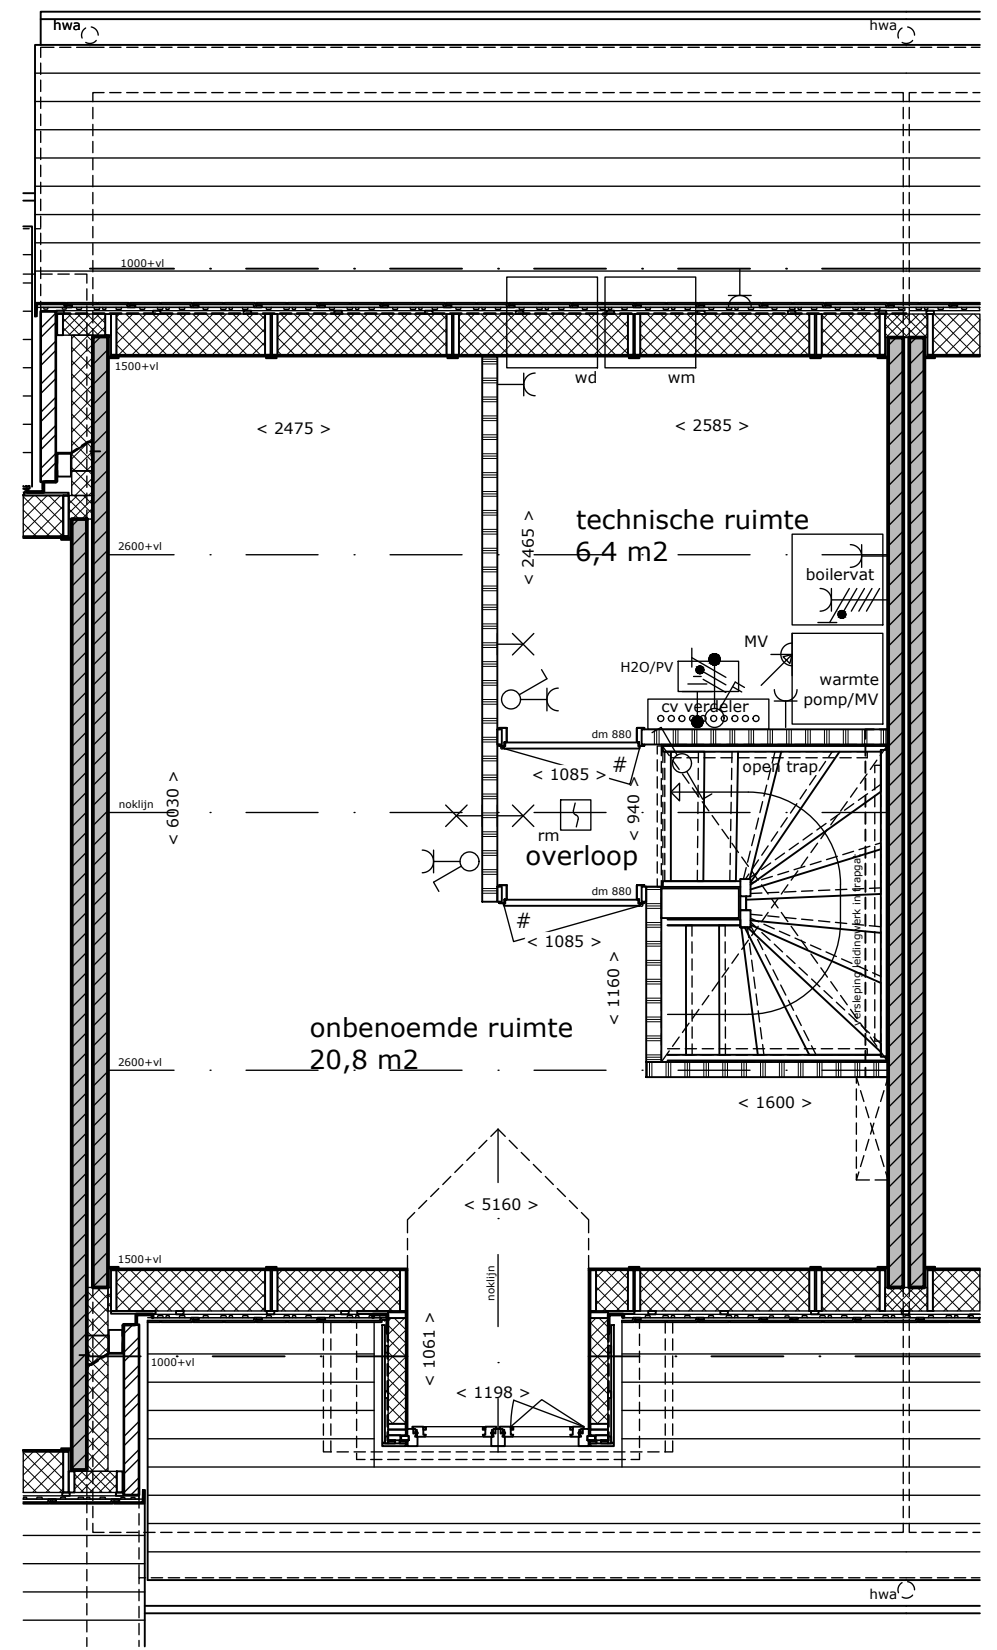 hwa
hwa
1000+vl
wd
wm
1500+vl
< 2475 >
< 2585 >
< 2465 >
technische ruimte
6,4 m2
2600+vl
boilervat
MV
H2O/PV
warmte
pomp/MV
cv verdeler
dm 880
open trap
< 1085 >
#
< 6030 >
noklijn
< 940 >
rm
overloop
dm 880
#
< 1085 >
versleping leidingwerk in trapgat
< 1160 >
onbenoemde ruimte
20,8 m2
2600+vl
< 1600 >
< 5160 >
1500+vl
noklijn
< 1061 >
1000+vl
< 1198 >
hwa